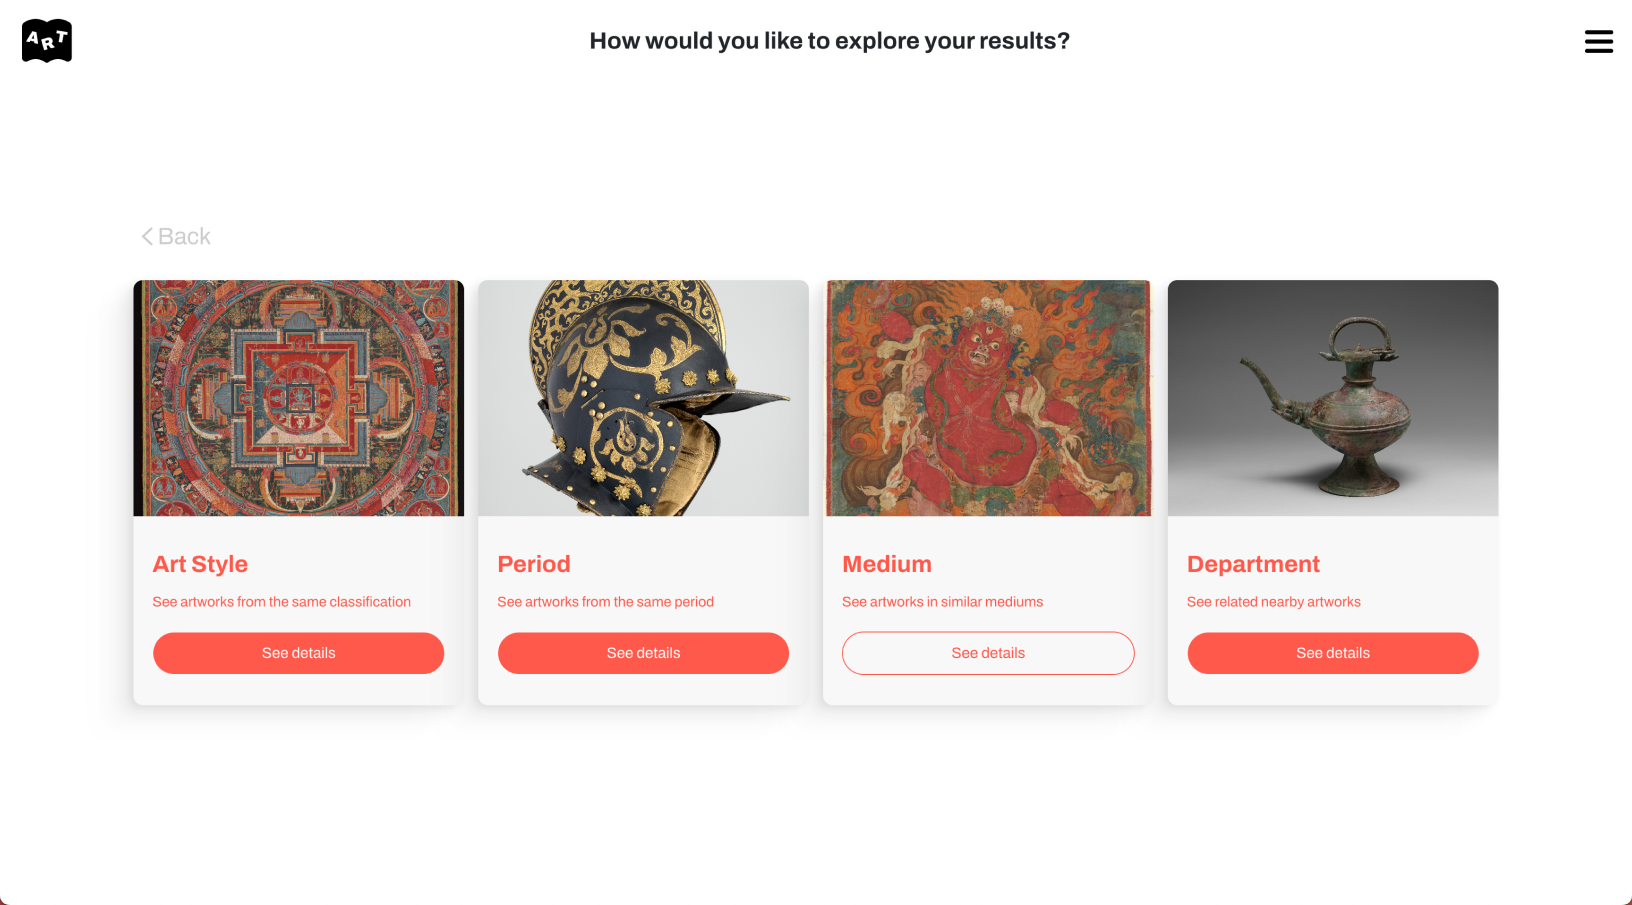 ART
How would you like to explore your results?
Back
Art Style
See artworks from the same classification
See details
Period
See artworks from the same period
See details
Medium
See artworks in similar mediums
See details
Department
See related nearby artworks
See details